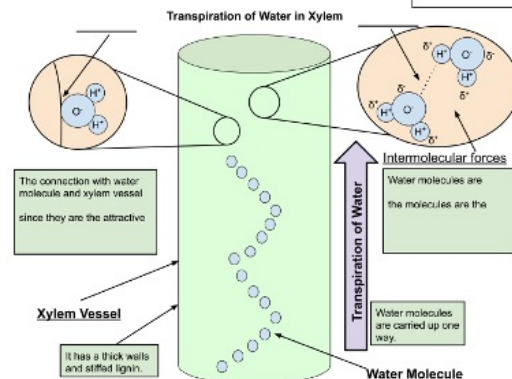 Transpiration of Water in Xylem
H⁺
O⁻
H⁺
δ⁺
H⁺
O⁻
δ⁻
H⁺
δ⁺
δ⁻
δ⁺
H⁺
O⁻
H⁺
δ⁺
Intermolecular forces
The connection with water
molecule and xylem vessel
since they are the attractive
Water molecules are
the molecules are the
Transpiration of Water
Xylem Vessel
Water molecules
are carried up one
way.
It has a thick walls
and stiffed lignin.
Water Molecule